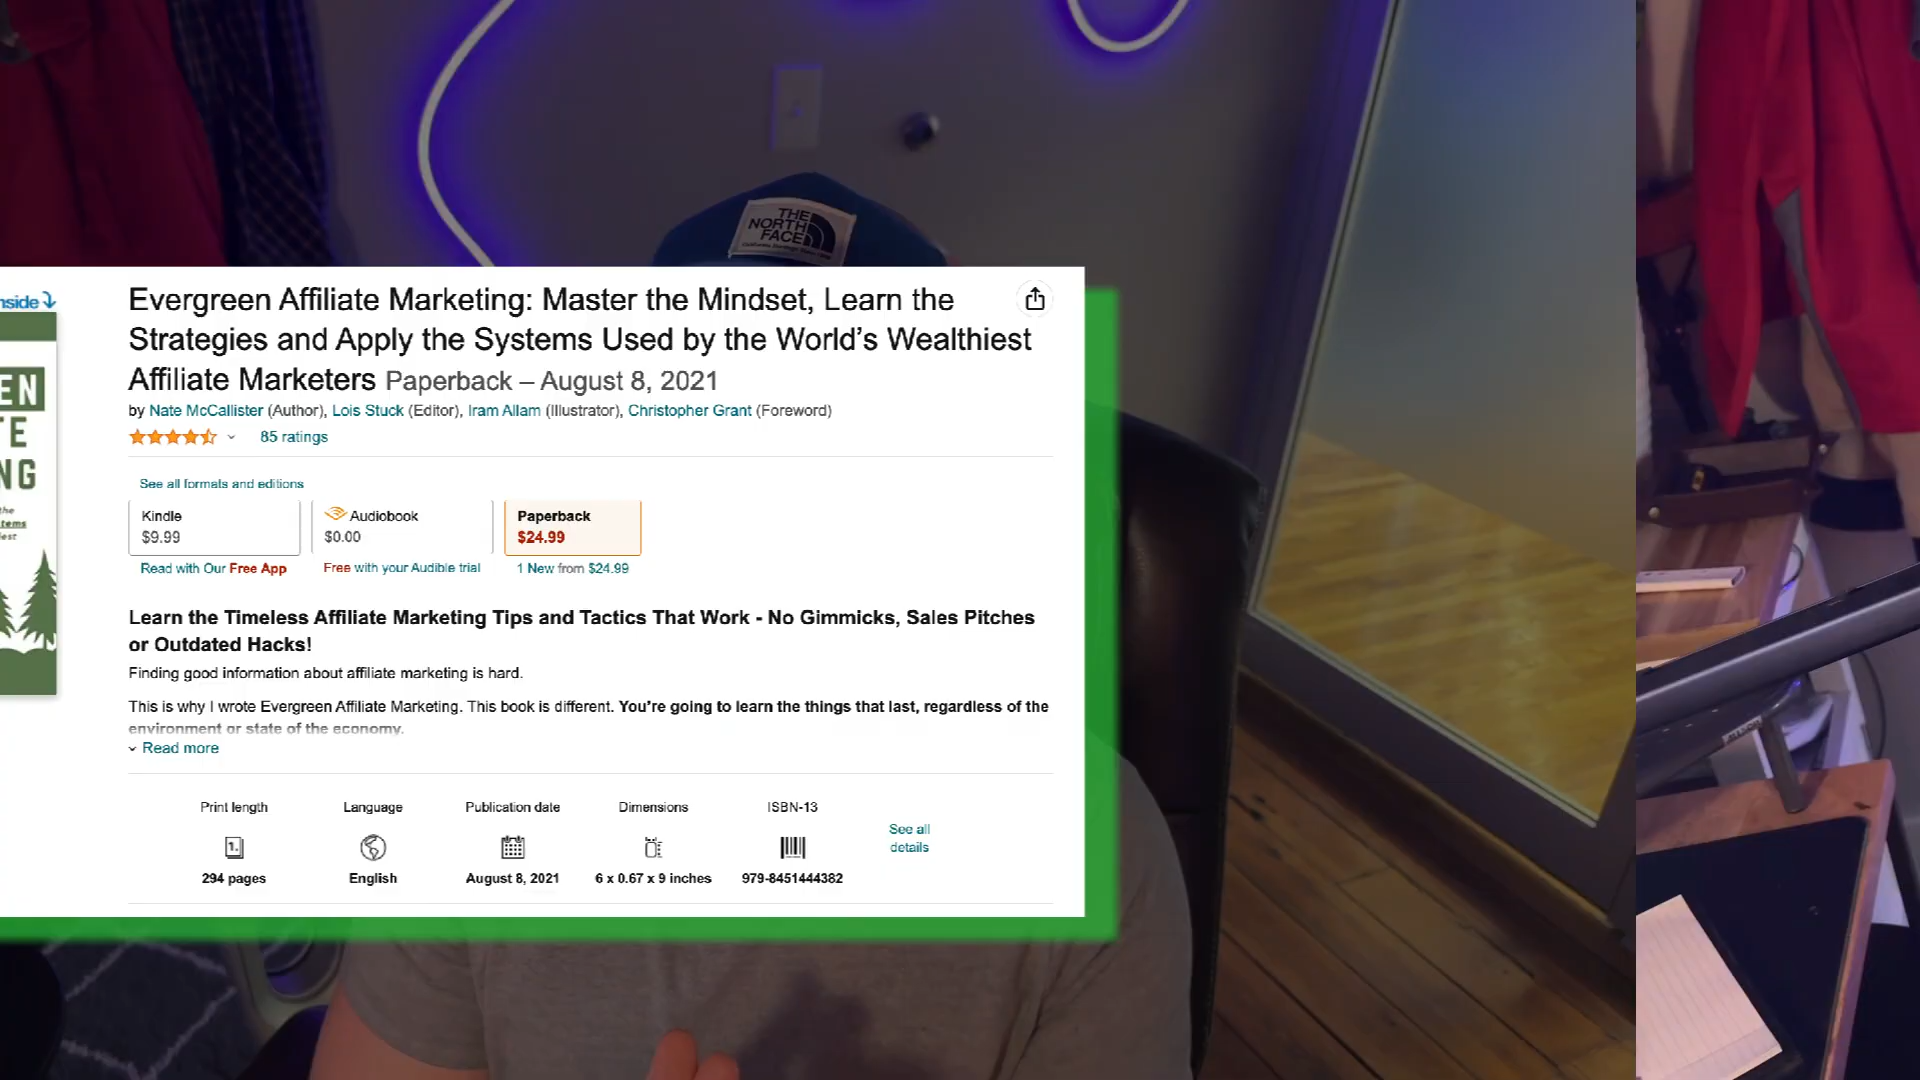 THE
NORTH
FACE
nside
Evergreen Affiliate Marketing: Master the Mindset, Learn the
Strategies and Apply the Systems Used by the World's Wealthiest
Affiliate Marketers Paperback – August 8, 2021
by Nate McCallister (Author), Lois Stuck (Editor), Iram Allam (Illustrator), Christopher Grant (Foreword)
85 ratings
EN
TE
NG
the
tems
iest
See all formats and editions
Kindle
$9.99
Read with Our Free App
Audiobook
$0.00
Free with your Audible trial
Paperback
$24.99
1 New from $24.99
Learn the Timeless Affiliate Marketing Tips and Tactics That Work - No Gimmicks, Sales Pitches
or Outdated Hacks!
Finding good information about affiliate marketing is hard.
This is why I wrote Evergreen Affiliate Marketing. This book is different. You're going to learn the things that last, regardless of the
environment or state of the economy.
Read more
Print length
1.
294 pages
Language
English
Publication date
August 8, 2021
Dimensions
6 x 0.67 x 9 inches
ISBN-13
979-8451444382
See all
details